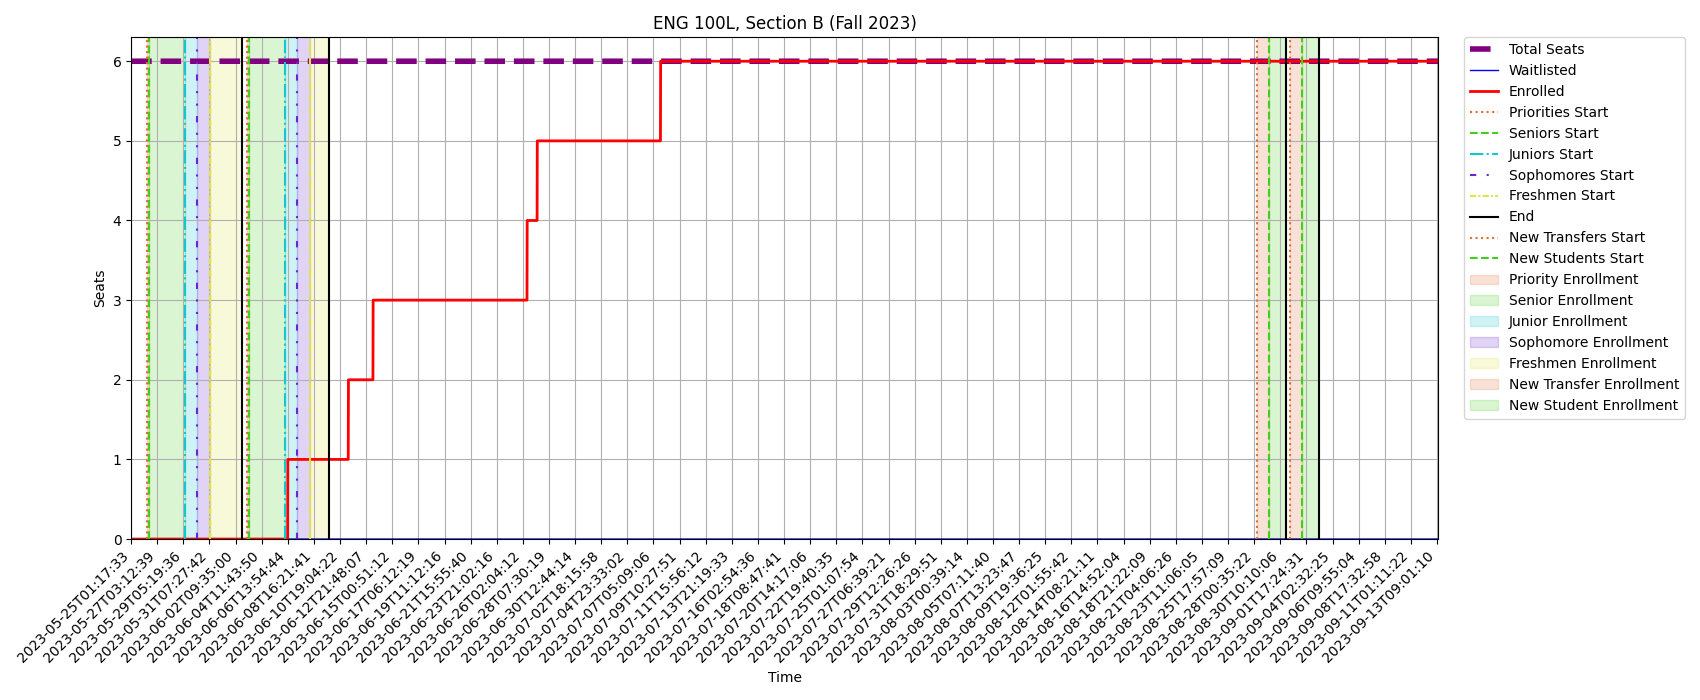 ENG 100L, Section B (Fall 2023)
Seats
6
5
4
3
2
1
0
2023-05-25T01:17:33
2023-05-27T03:12:39
2023-05-29T05:19:36
2023-05-31T07:27:42
2023-06-02T09:35:00
2023-06-04T11:43:50
2023-06-06T13:54:44
2023-06-08T16:21:41
2023-06-10T19:04:22
2023-06-12T21:48:07
2023-06-15T00:51:12
2023-06-17T06:12:19
2023-06-19T11:12:16
2023-06-21T15:55:40
2023-06-23T21:02:16
2023-06-26T02:04:12
2023-06-28T07:30:19
2023-06-30T12:44:14
2023-07-02T18:15:58
2023-07-04T23:33:02
2023-07-07T05:09:06
2023-07-09T10:27:51
2023-07-11T15:56:12
2023-07-13T21:19:33
2023-07-16T02:54:36
2023-07-18T08:47:41
2023-07-20T14:17:06
2023-07-22T19:40:35
2023-07-25T01:07:54
2023-07-27T06:39:21
2023-07-29T12:26:26
2023-07-31T18:29:51
2023-08-03T00:39:14
2023-08-05T07:11:40
2023-08-07T13:23:47
2023-08-09T19:36:25
2023-08-12T01:55:42
2023-08-14T08:21:11
2023-08-16T14:52:04
2023-08-18T21:22:09
2023-08-21T04:06:26
2023-08-23T11:06:05
2023-08-25T17:57:09
2023-08-28T00:35:22
2023-08-30T10:10:06
2023-09-01T17:24:31
2023-09-04T02:32:25
2023-09-06T09:55:04
2023-09-08T17:32:58
2023-09-11T01:11:22
2023-09-13T09:01:10
Time
Total Seats
Waitlisted
Enrolled
Priorities Start
Seniors Start
Juniors Start
Sophomores Start
Freshmen Start
End
New Transfers Start
New Students Start
Priority Enrollment
Senior Enrollment
Junior Enrollment
Sophomore Enrollment
Freshmen Enrollment
New Transfer Enrollment
New Student Enrollment